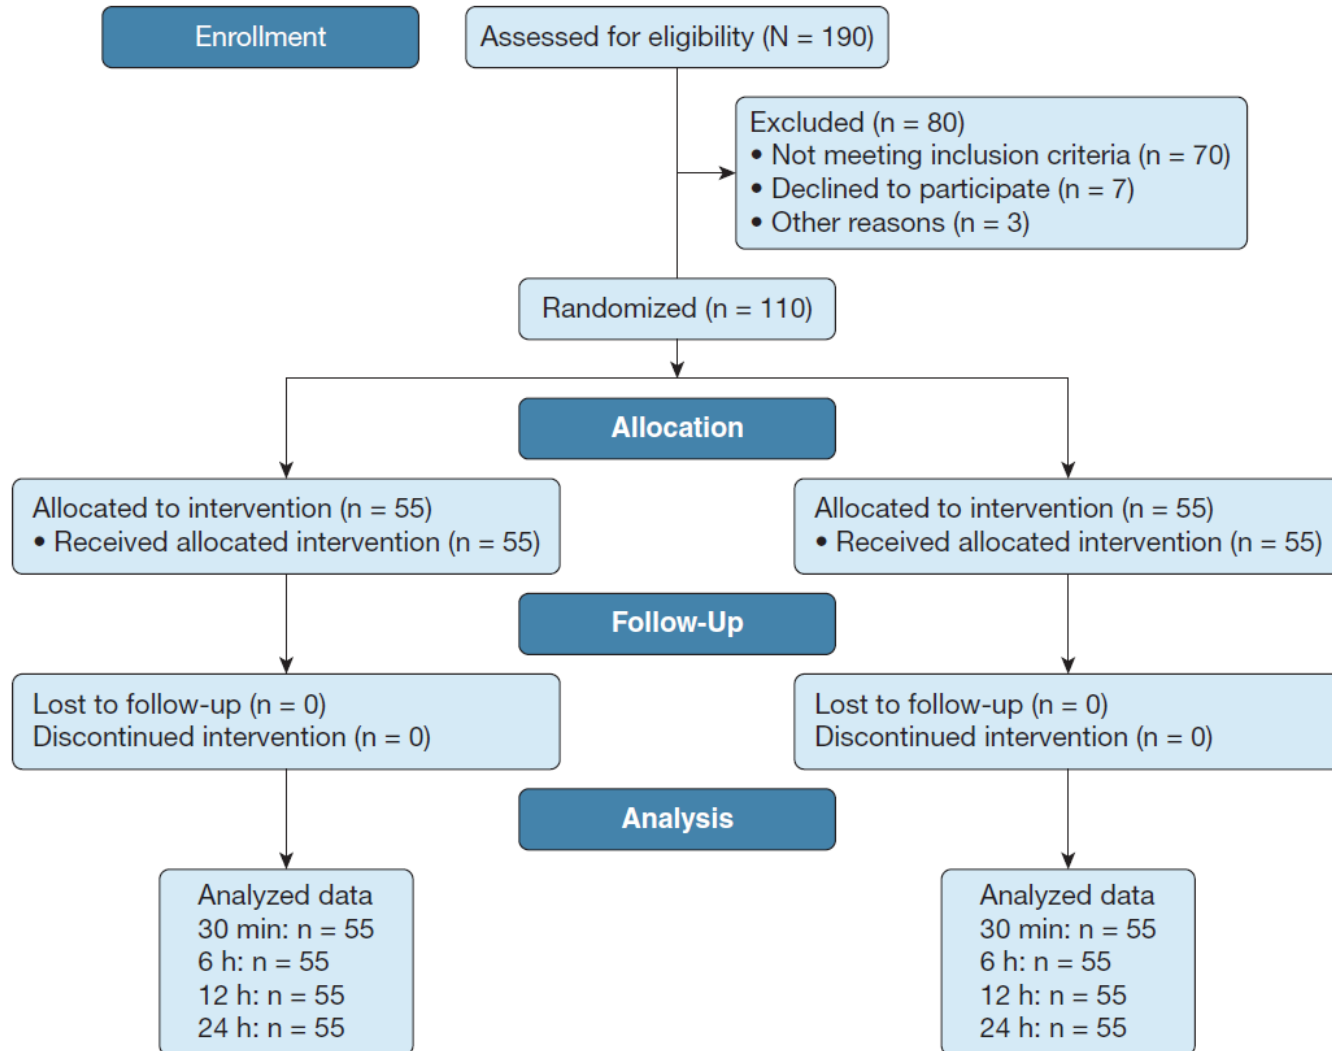 Enrollment
Assessed for eligibility (N = 190)
Excluded (n = 80)
• Not meeting inclusion criteria (n = 70)
• Declined to participate (n = 7)
• Other reasons (n = 3)
Randomized (n = 110)
Allocation
Allocated to intervention (n = 55)
• Received allocated intervention (n = 55)
Allocated to intervention (n = 55)
• Received allocated intervention (n = 55)
Follow-Up
Lost to follow-up (n = 0)
Discontinued intervention (n = 0)
Lost to follow-up (n = 0)
Discontinued intervention (n = 0)
Analysis
Analyzed data
30 min: n = 55
6 h: n = 55
12 h: n = 55
24 h: n = 55
Analyzed data
30 min: n = 55
6 h: n = 55
12 h: n = 55
24 h: n = 55